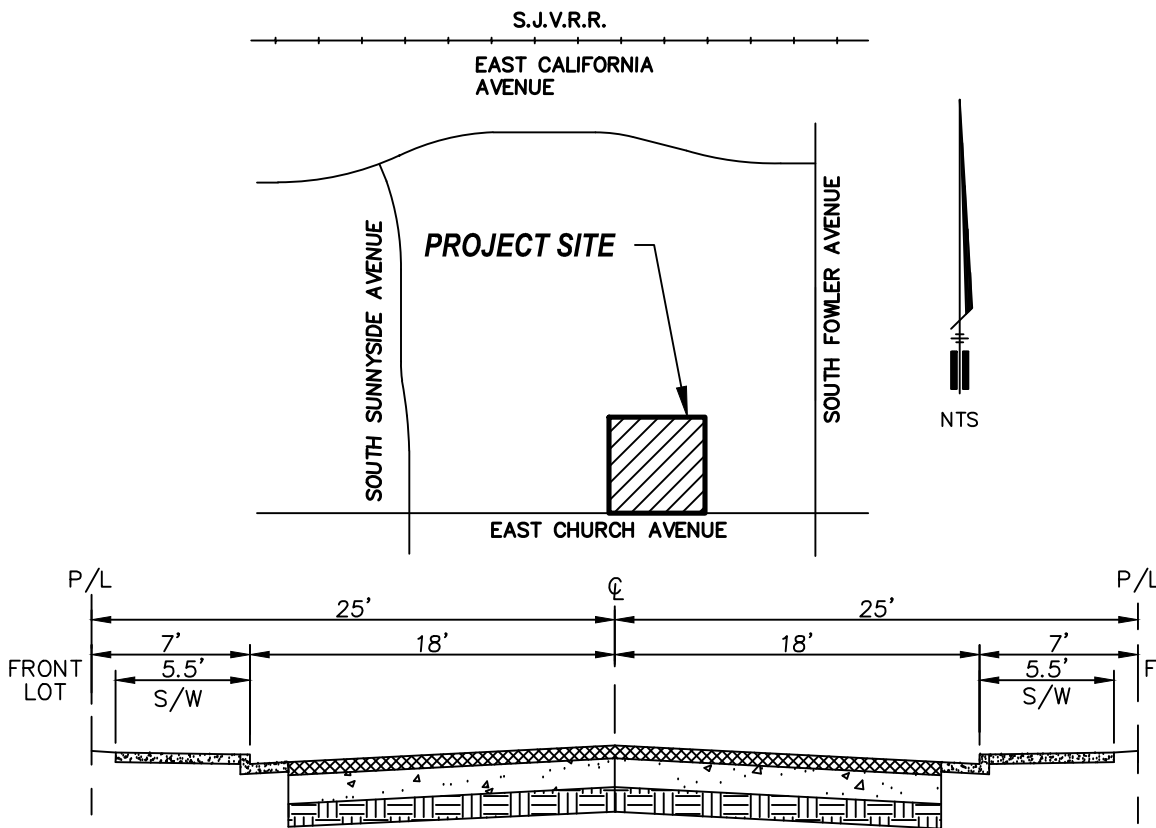 S.J.V.R.R.
EAST CALIFORNIA
AVENUE
SOUTH SUNNYSIDE AVENUE
PROJECT SITE
SOUTH FOWLER AVENUE
NTS
EAST CHURCH AVENUE
P/L
℄
P/L
25'
25'
7'
18'
18'
7'
FRONT
LOT
5.5'
S/W
5.5'
S/W
F